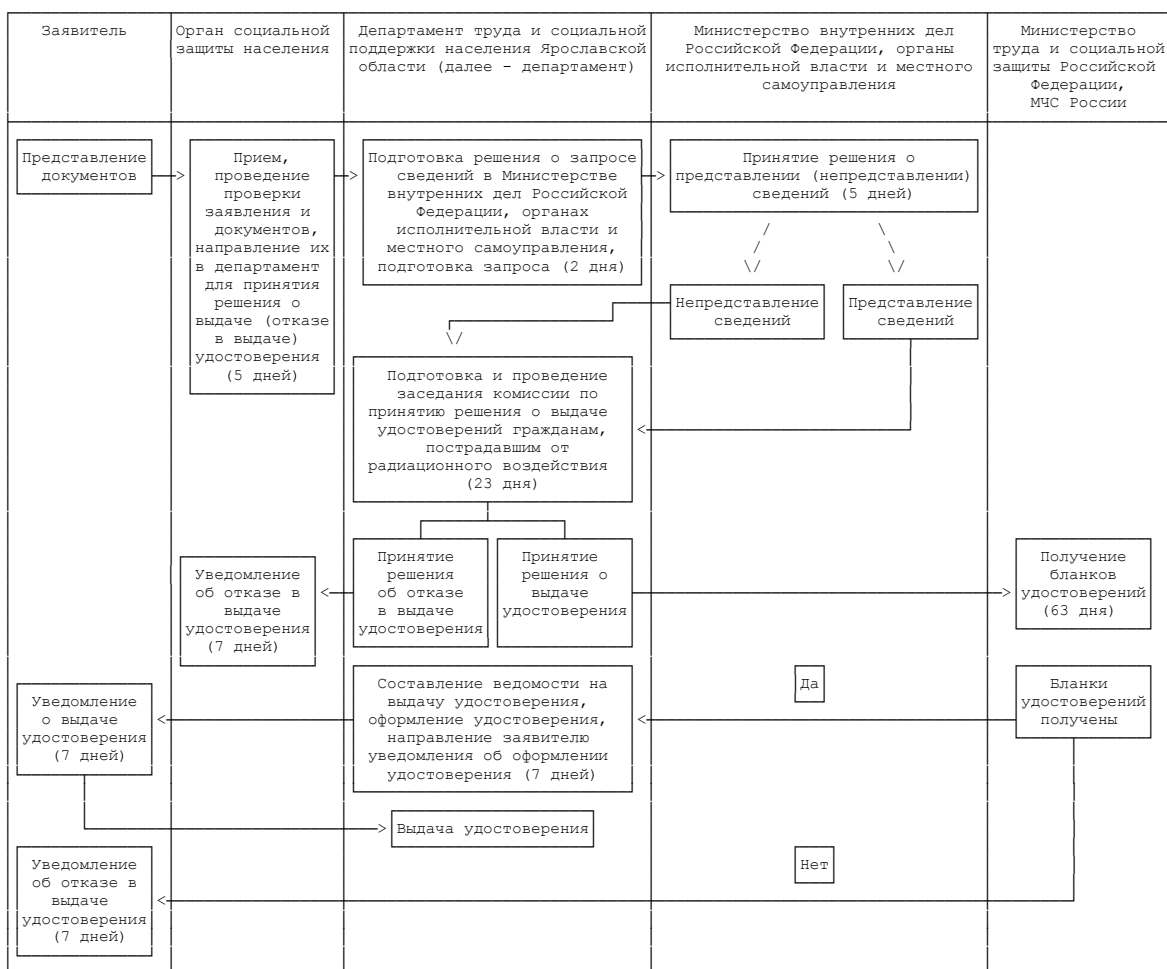 Заявитель
Орган социальной
защиты населения
Департамент труда и социальной
поддержки населения Ярославской
области (далее - департамент)
Министерство внутренних дел
Российской Федерации, органы
исполнительной власти и местного
самоуправления
Министерство
труда и социальной
защиты Российской
Федерации,
МЧС России
Представление
документов
Прием,
проведение
проверки
заявления и
документов,
направление их
в департамент
для принятия
решения о
выдаче (отказе
в выдаче)
удостоверения
(5 дней)
Подготовка решения о запросе
сведений в Министерстве
внутренних дел Российской
Федерации, органах
исполнительной власти и
местного самоуправления,
подготовка запроса (2 дня)
Принятие решения о
представлении (непредставлении)
сведений (5 дней)
Непредставление
сведений
Представление
сведений
Подготовка и проведение
заседания комиссии по
принятию решения о выдаче
удостоверений гражданам,
пострадавшим от
радиационного воздействия
(23 дня)
Уведомление
об отказе в
выдаче
удостоверения
(7 дней)
Принятие
решения
об отказе
в выдаче
удостоверения
Принятие
решения о
выдаче
удостоверения
Получение
бланков
удостоверений
(63 дня)
Уведомление
о выдаче
удостоверения
(7 дней)
Составление ведомости на
выдачу удостоверения,
оформление удостоверения,
направление заявителю
уведомления об оформлении
удостоверения (7 дней)
Да
Бланки
удостоверений
получены
Выдача удостоверения
Уведомление
об отказе в
выдаче
удостоверения
(7 дней)
Нет